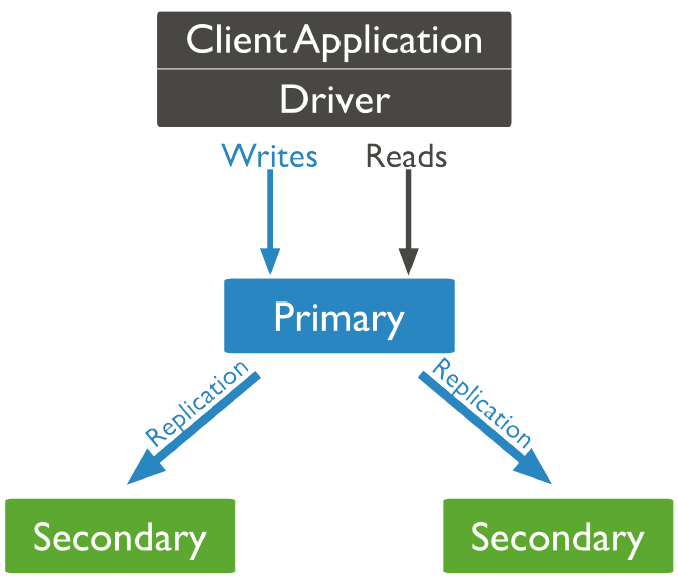 Client Application
Driver
Writes
Reads
Primary
Replication
Replication
Secondary
Secondary